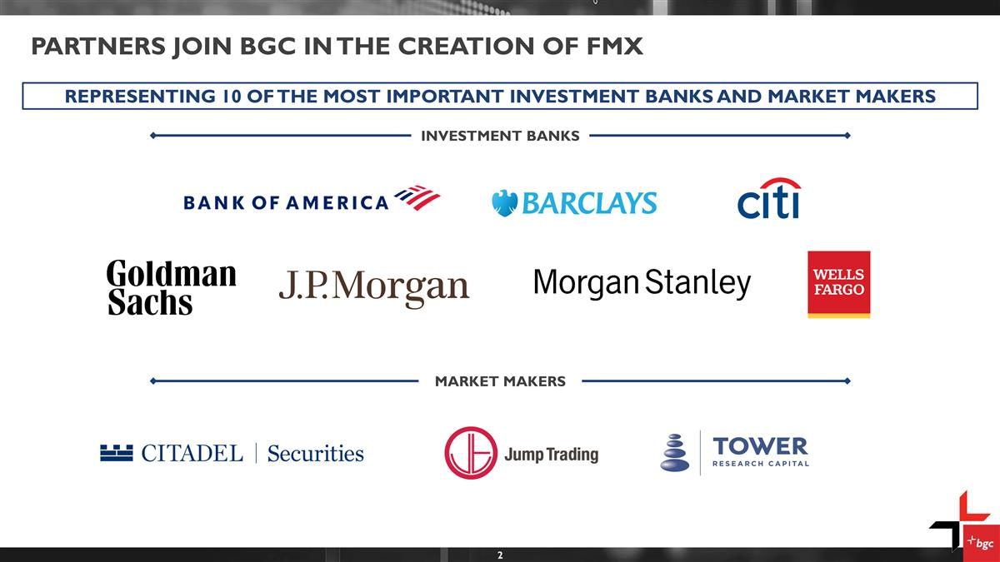 PARTNERS JOIN BGC IN THE CREATION OF FMX
REPRESENTING 10 OF THE MOST IMPORTANT INVESTMENT BANKS AND MARKET MAKERS
INVESTMENT BANKS
BANK OF AMERICA
BARCLAYS
citi
Goldman
Sachs
J.P.Morgan
Morgan Stanley
WELLS
FARGO
MARKET MAKERS
CITADEL | Securities
Jump Trading
TOWER
RESEARCH CAPITAL
bgc
2